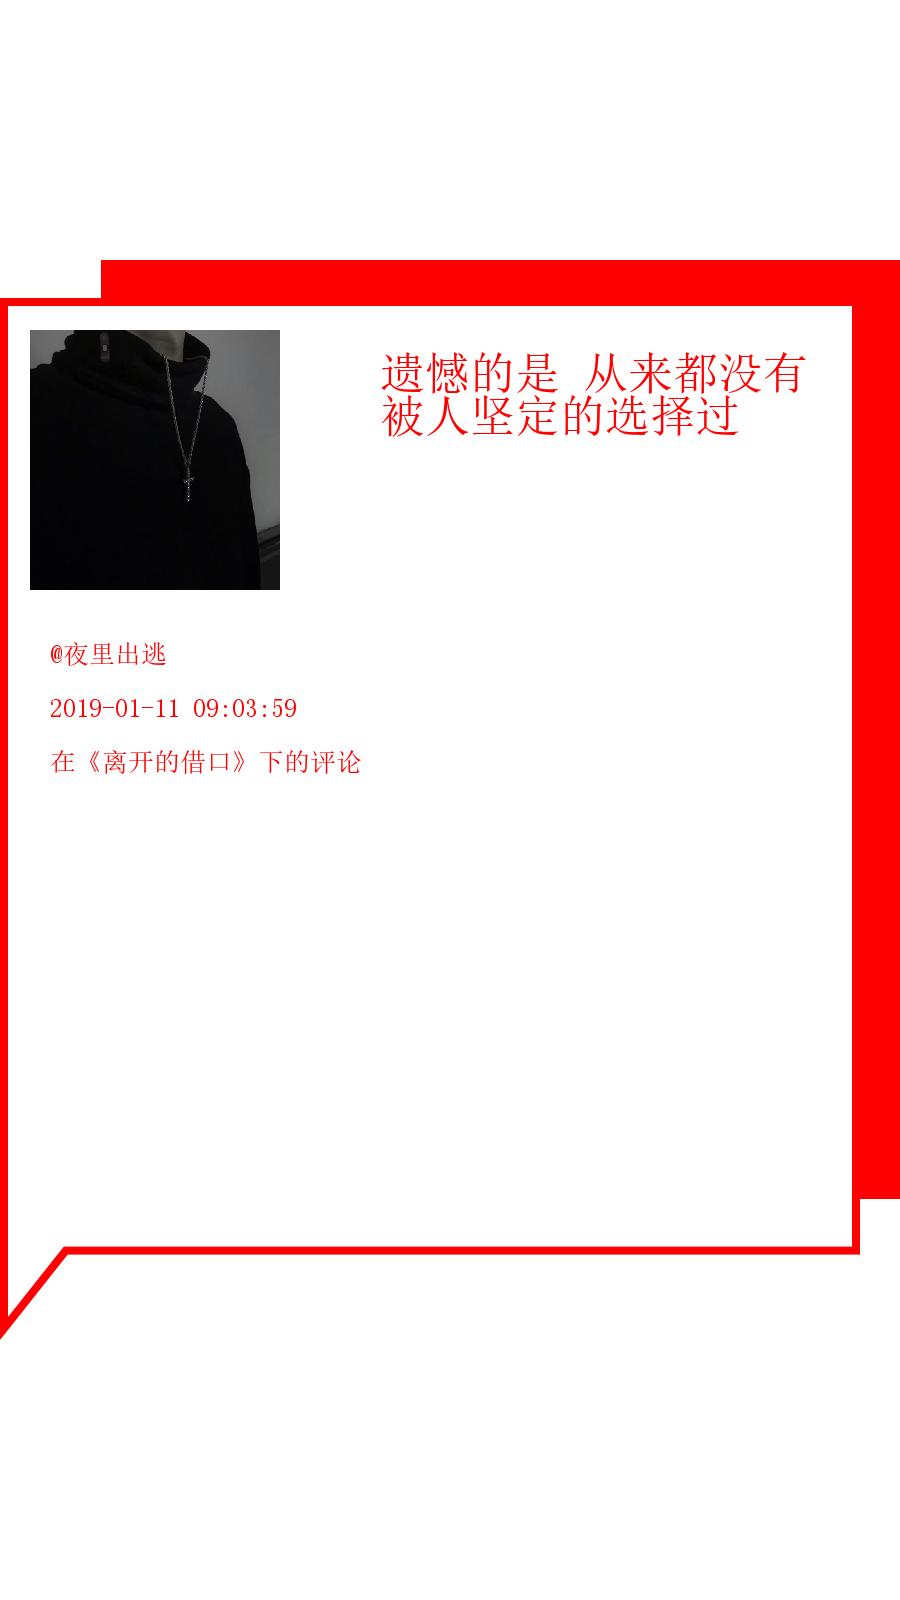 遗憾的是 从来都没有
被人坚定的选择过
@夜里出逃
2019-01-11 09:03:59
在《离开的借口》下的评论